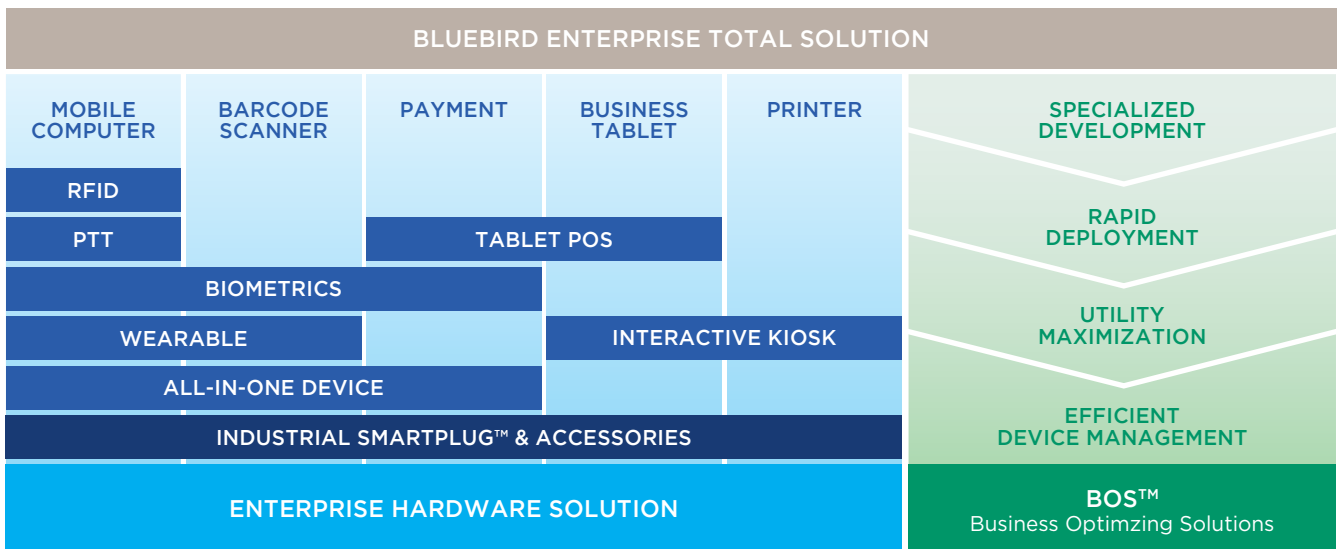 BLUEBIRD ENTERPRISE TOTAL SOLUTION
MOBILE
COMPUTER
BARCODE
SCANNER
PAYMENT
BUSINESS
TABLET
PRINTER
RFID
PTT
TABLET POS
BIOMETRICS
WEARABLE
INTERACTIVE KIOSK
ALL-IN-ONE DEVICE
INDUSTRIAL SMARTPLUG™ & ACCESSORIES
ENTERPRISE HARDWARE SOLUTION
SPECIALIZED
DEVELOPMENT
RAPID
DEPLOYMENT
UTILITY
MAXIMIZATION
EFFICIENT
DEVICE MANAGEMENT
BOS™
Business Optimzing Solutions